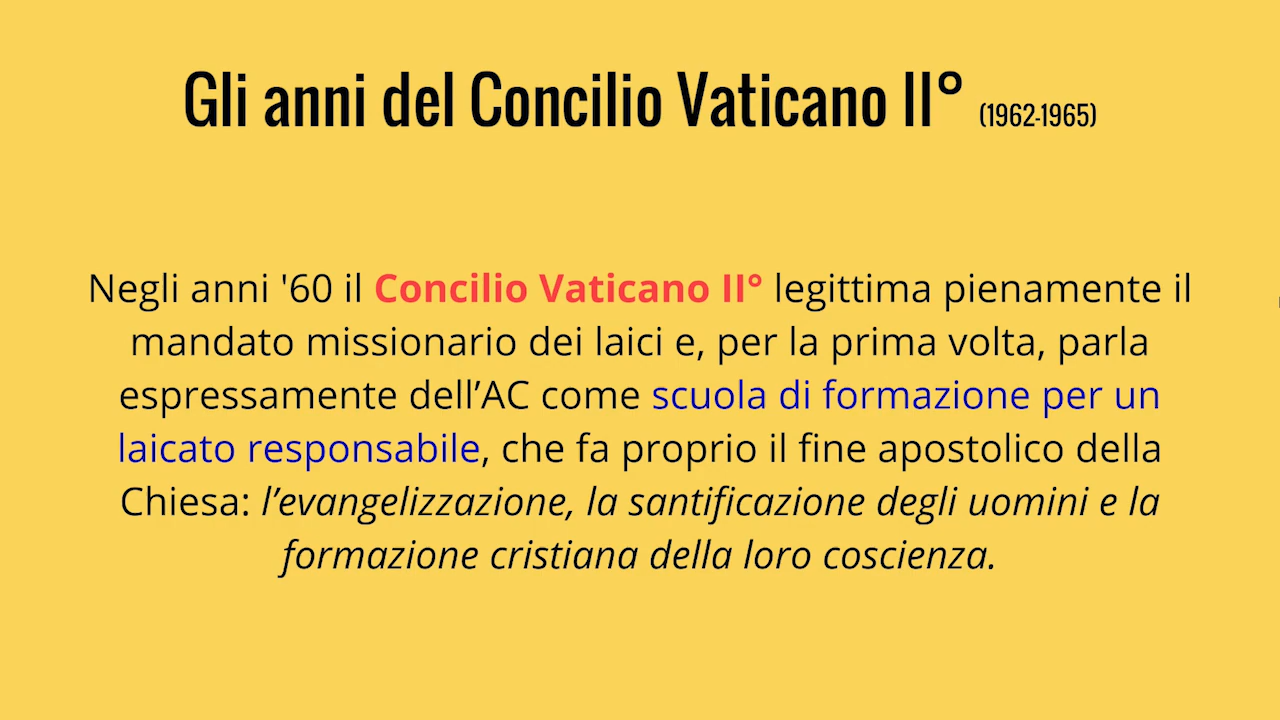 Gli anni del Concilio Vaticano II° (1962-1965)
Negli anni '60 il Concilio Vaticano II° legittima pienamente il
mandato missionario dei laici e, per la prima volta, parla
espressamente dell’AC come scuola di formazione per un
laicato responsabile, che fa proprio il fine apostolico della
Chiesa: l’evangelizzazione, la santificazione degli uomini e la
formazione cristiana della loro coscienza.